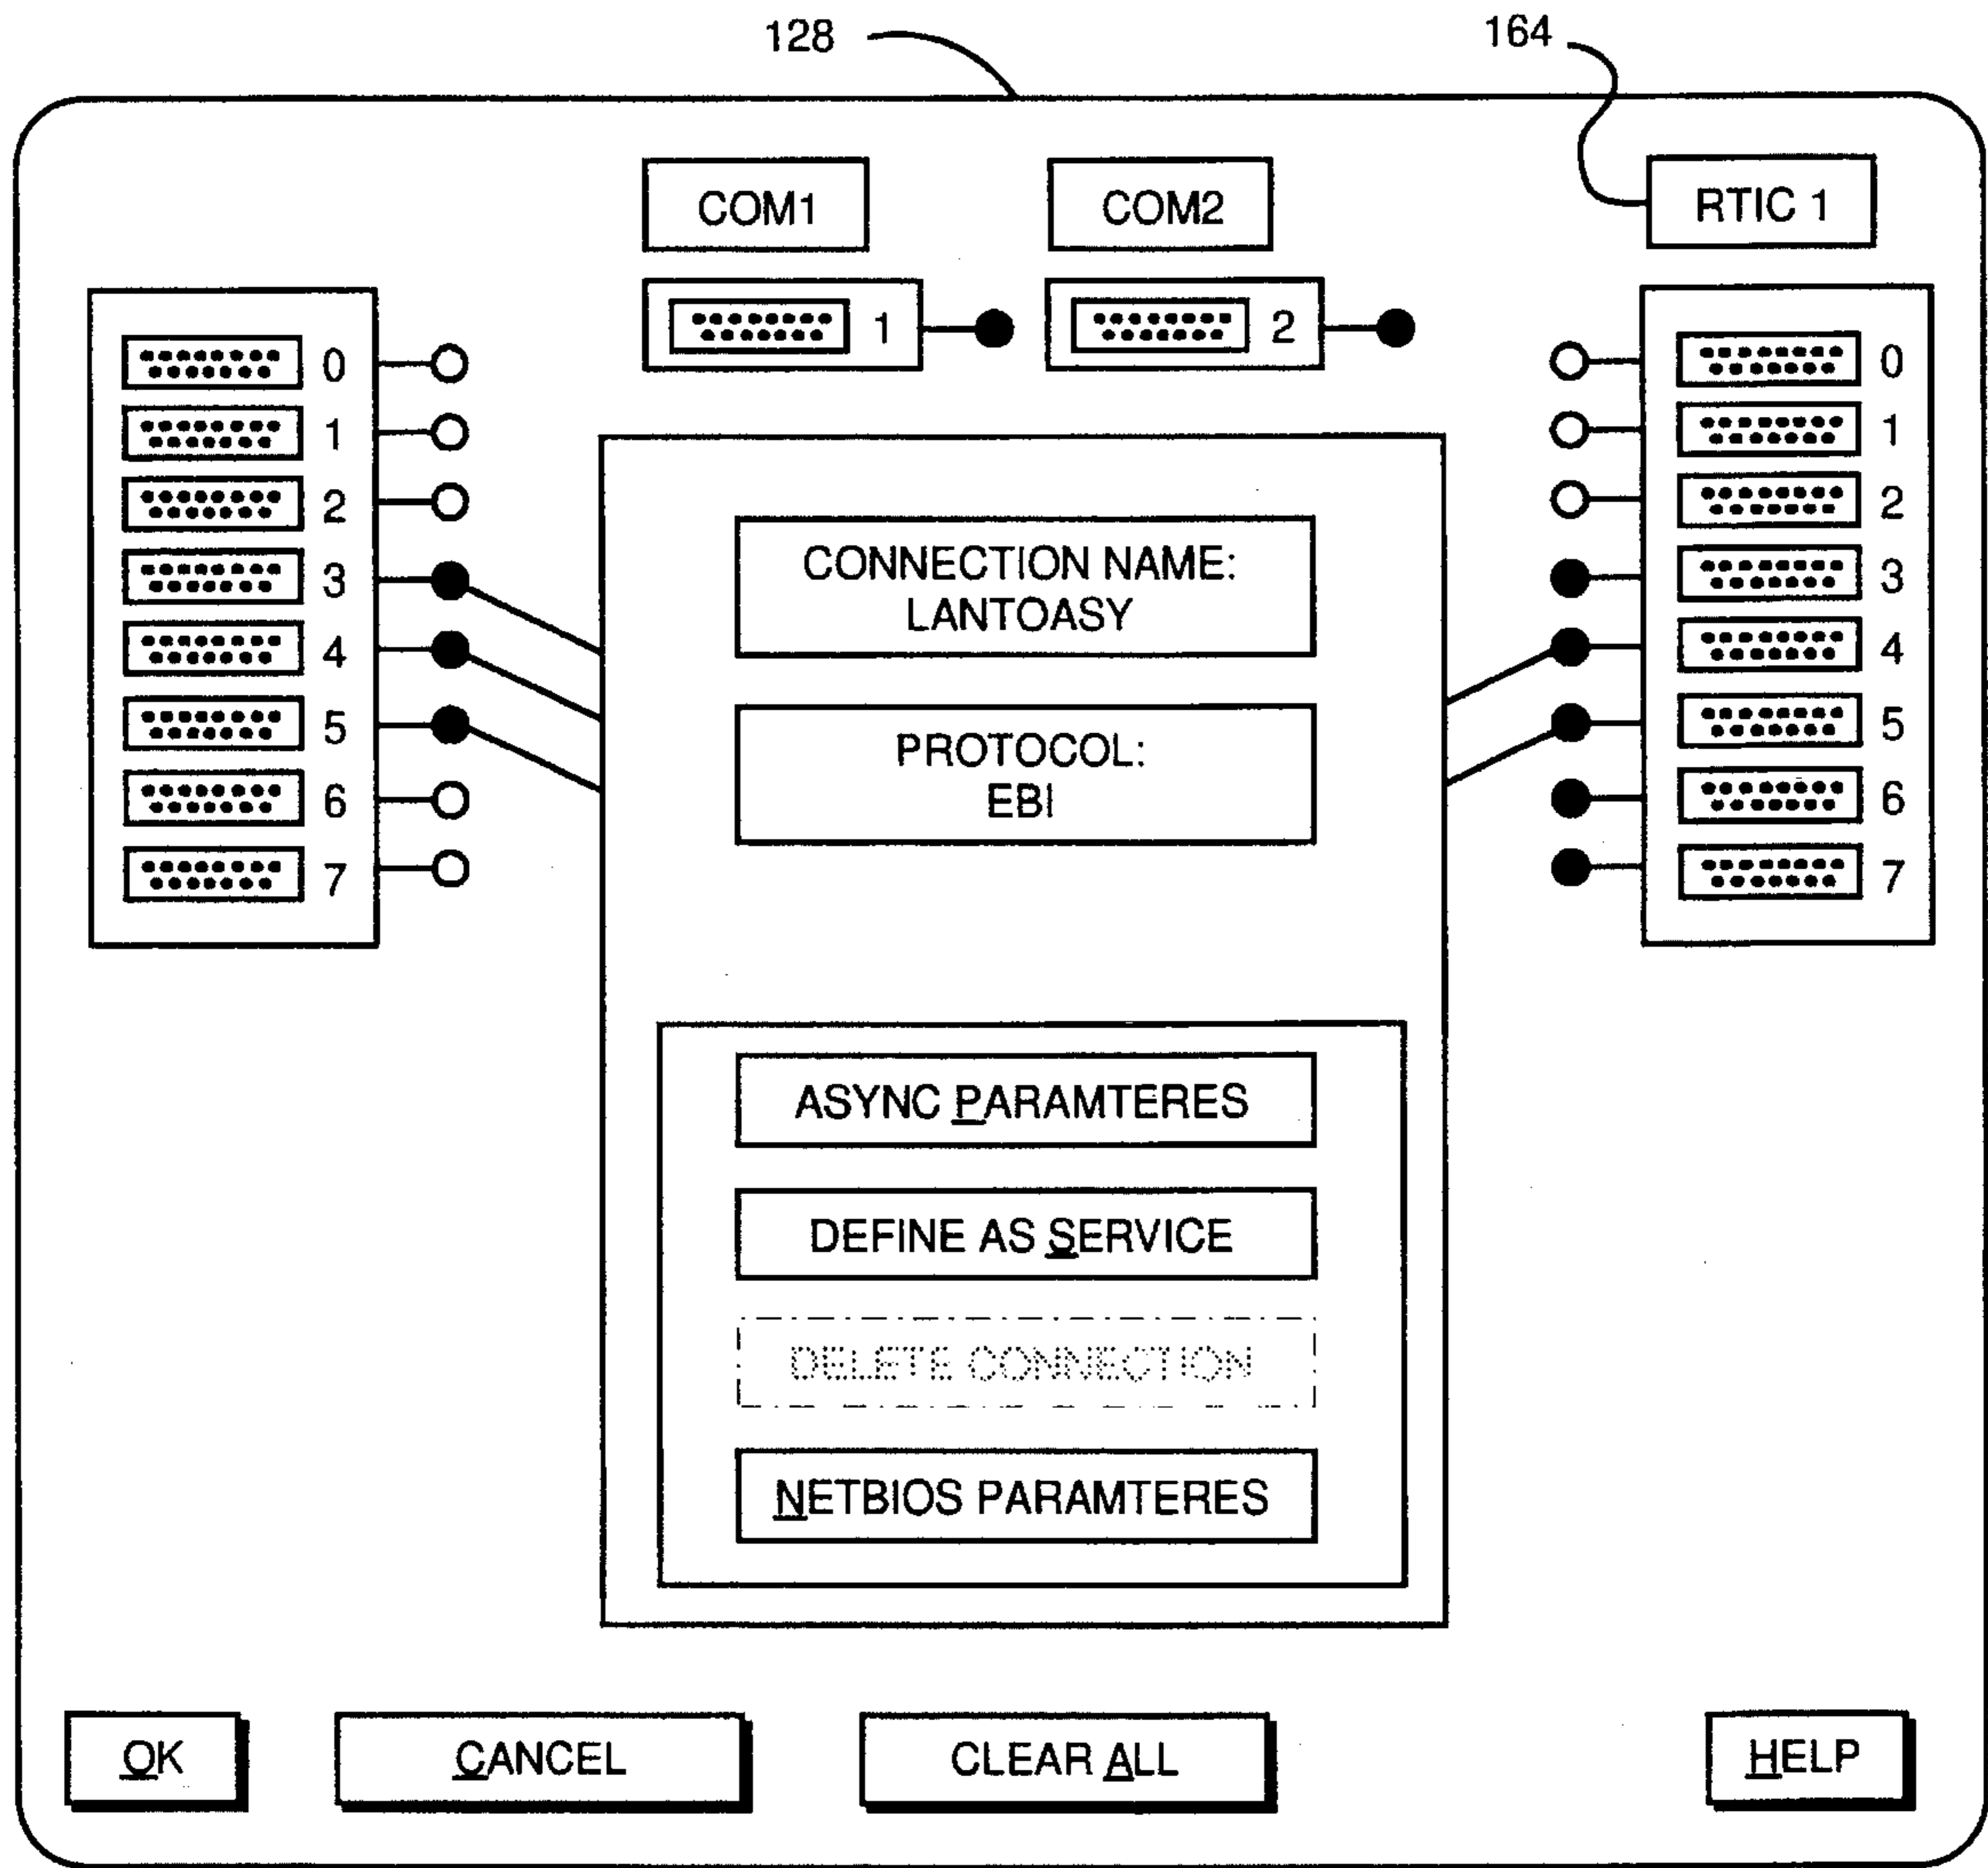 128
164
COM1
COM2
RTIC 1
1
2
0
1
2
3
4
5
6
7
0
1
2
3
4
5
6
7
CONNECTION NAME:
LANTOASY
PROTOCOL:
EBI
ASYNC PARAMTERES
DEFINE AS SERVICE
DELETE CONNECTION
NETBIOS PARAMTERES
OK
CANCEL
CLEAR ALL
HELP